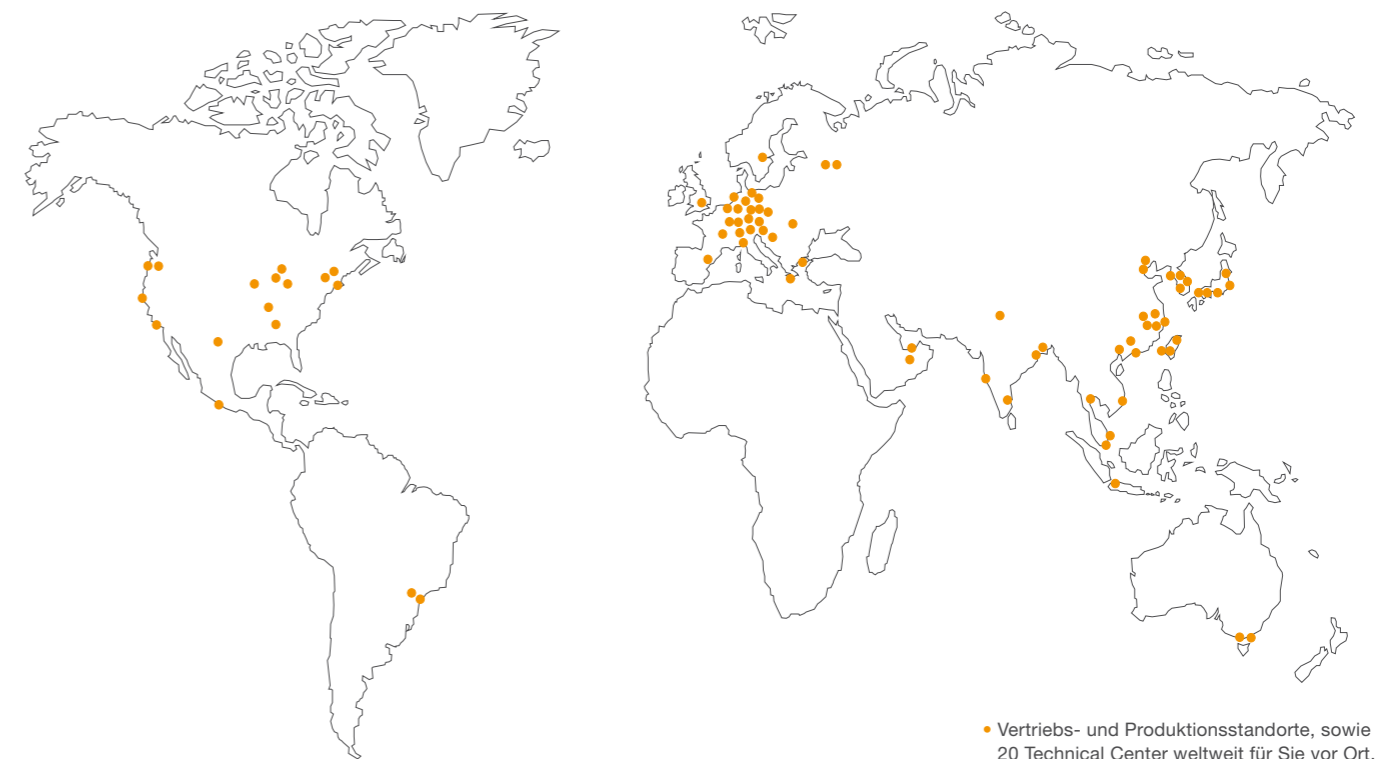 Vertriebs- und Produktionsstandorte, sowie
20 Technical Center weltweit für Sie vor Ort.